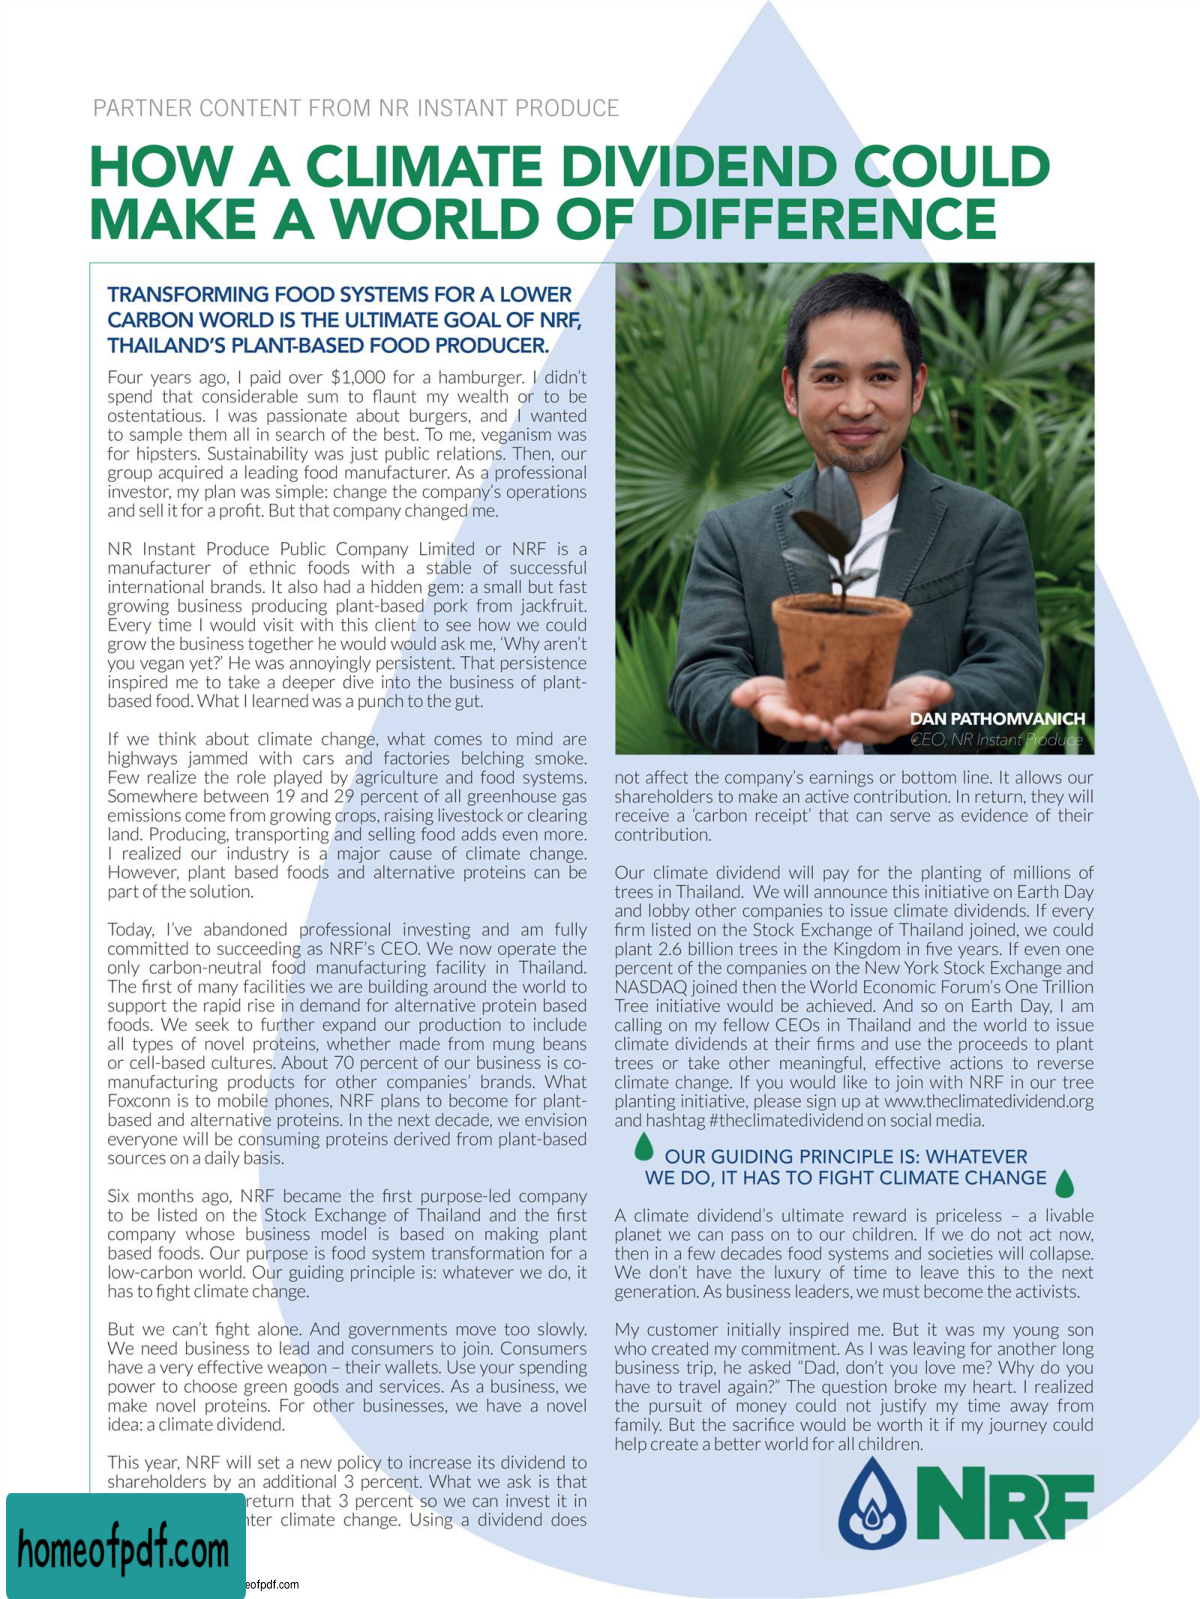 PARTNER CONTENT FROM NR INSTANT PRODUCE
HOW A CLIMATE DIVIDEND COULD
MAKE A WORLD OF DIFFERENCE
TRANSFORMING FOOD SYSTEMS FOR A LOWER
CARBON WORLD IS THE ULTIMATE GOAL OF NRF,
THAILAND'S PLANT-BASED FOOD PRODUCER.
Four years ago, I paid over $1,000 for a hamburger. I didn't
spend that considerable sum to flaunt my wealth or to be
ostentatious. I was passionate about burgers, and I wanted
to sample them all in search of the best. To me, veganism was
for hipsters. Sustainability was just public relations. Then, our
group acquired a leading food manufacturer. As a professional
investor, my plan was simple: change the company's operations
and sell it for a profit. But that company changed me.
NR Instant Produce Public Company Limited or NRF is a
manufacturer of ethnic foods with a stable of successful
international brands. It also had a hidden gem: a small but fast
growing business producing plant-based pork from jackfruit.
Every time I would visit with this client to see how we could
grow the business together he would would ask me, 'Why aren't
you vegan yet?' He was annoyingly persistent. That persistence
inspired me to take a deeper dive into the business of plant-
based food. What I learned was a punch to the gut.
If we think about climate change, what comes to mind are
highways jammed with cars and factories belching smoke.
Few realize the role played by agriculture and food systems.
Somewhere between 19 and 29 percent of all greenhouse gas
emissions come from growing crops, raising livestock or clearing
land. Producing, transporting and selling food adds even more.
I realized our industry is a major cause of climate change.
However, plant based foods and alternative proteins can be
part of the solution.
Today, I've abandoned professional investing and am fully
committed to succeeding as NRF's CEO. We now operate the
only carbon-neutral food manufacturing facility in Thailand.
The first of many facilities we are building around the world to
support the rapid rise in demand for alternative protein based
foods. We seek to further expand our production to include
all types of novel proteins, whether made from mung beans
or cell-based cultures. About 70 percent of our business is co-
manufacturing products for other companies' brands. What
Foxconn is to mobile phones, NRF plans to become for plant-
based and alternative proteins. In the next decade, we envision
everyone will be consuming proteins derived from plant-based
sources on a daily basis.
Six months ago, NRF became the first purpose-led company
to be listed on the Stock Exchange of Thailand and the first
company whose business model is based on making plant
based foods. Our purpose is food system transformation for a
low-carbon world. Our guiding principle is: whatever we do, it
has to fight climate change.
But we can't fight alone. And governments move too slowly.
We need business to lead and consumers to join. Consumers
have a very effective weapon – their wallets. Use your spending
power to choose green goods and services. As a business, we
make novel proteins. For other businesses, we have a novel
idea: a climate dividend.
This year, NRF will set a new policy to increase its dividend to
shareholders by an additional 3 percent. What we ask is that
return that 3 percent so we can invest it in
climate change. Using a dividend does
DAN PATHOMVANICH
CEO, NR Instant Produce
not affect the company's earnings or bottom line. It allows our
shareholders to make an active contribution. In return, they will
receive a 'carbon receipt' that can serve as evidence of their
contribution.
Our climate dividend will pay for the planting of millions of
trees in Thailand. We will announce this initiative on Earth Day
and lobby other companies to issue climate dividends. If every
firm listed on the Stock Exchange of Thailand joined, we could
plant 2.6 billion trees in the Kingdom in five years. If even one
percent of the companies on the New York Stock Exchange and
NASDAQ joined then the World Economic Forum's One Trillion
Tree initiative would be achieved. And so on Earth Day, I am
calling on my fellow CEOs in Thailand and the world to issue
climate dividends at their firms and use the proceeds to plant
trees or take other meaningful, effective actions to reverse
climate change. If you would like to join with NRF in our tree
planting initiative, please sign up at www.theclimatedividend.org
and hashtag #theclimatedividend on social media.
OUR GUIDING PRINCIPLE IS: WHATEVER
WE DO, IT HAS TO FIGHT CLIMATE CHANGE
A climate dividend's ultimate reward is priceless – a livable
planet we can pass on to our children. If we do not act now,
then in a few decades food systems and societies will collapse.
We don't have the luxury of time to leave this to the next
generation. As business leaders, we must become the activists.
My customer initially inspired me. But it was my young son
who created my commitment. As I was leaving for another long
business trip, he asked "Dad, don't you love me? Why do you
have to travel again?" The question broke my heart. I realized
the pursuit of money could not justify my time away from
family. But the sacrifice would be worth it if my journey could
help create a better world for all children.
NRF
homeofpdf.com
eofpdf.com